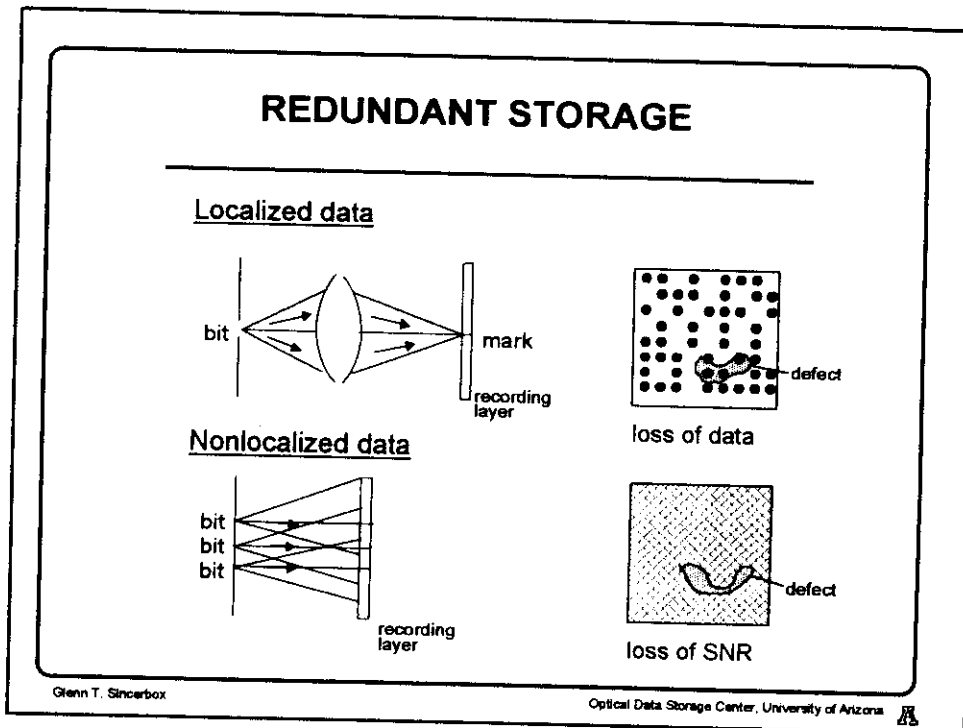 REDUNDANT STORAGE
Localized data
bit
mark
recording
layer
defect
loss of data
Nonlocalized data
bit
bit
bit
recording
layer
defect
loss of SNR
Glenn T. Sincerbox
Optical Data Storage Center, University of Arizona
A